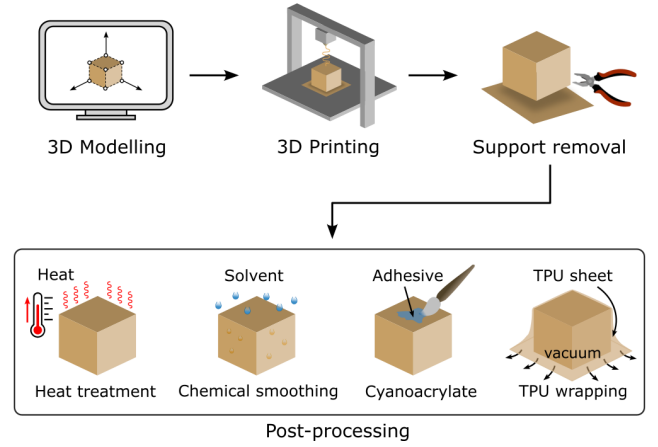 3D Modelling
3D Printing
Support removal
Heat
Solvent
Adhesive
TPU sheet
vacuum
Heat treatment
Chemical smoothing
Cyanoacrylate
TPU wrapping
Post-processing